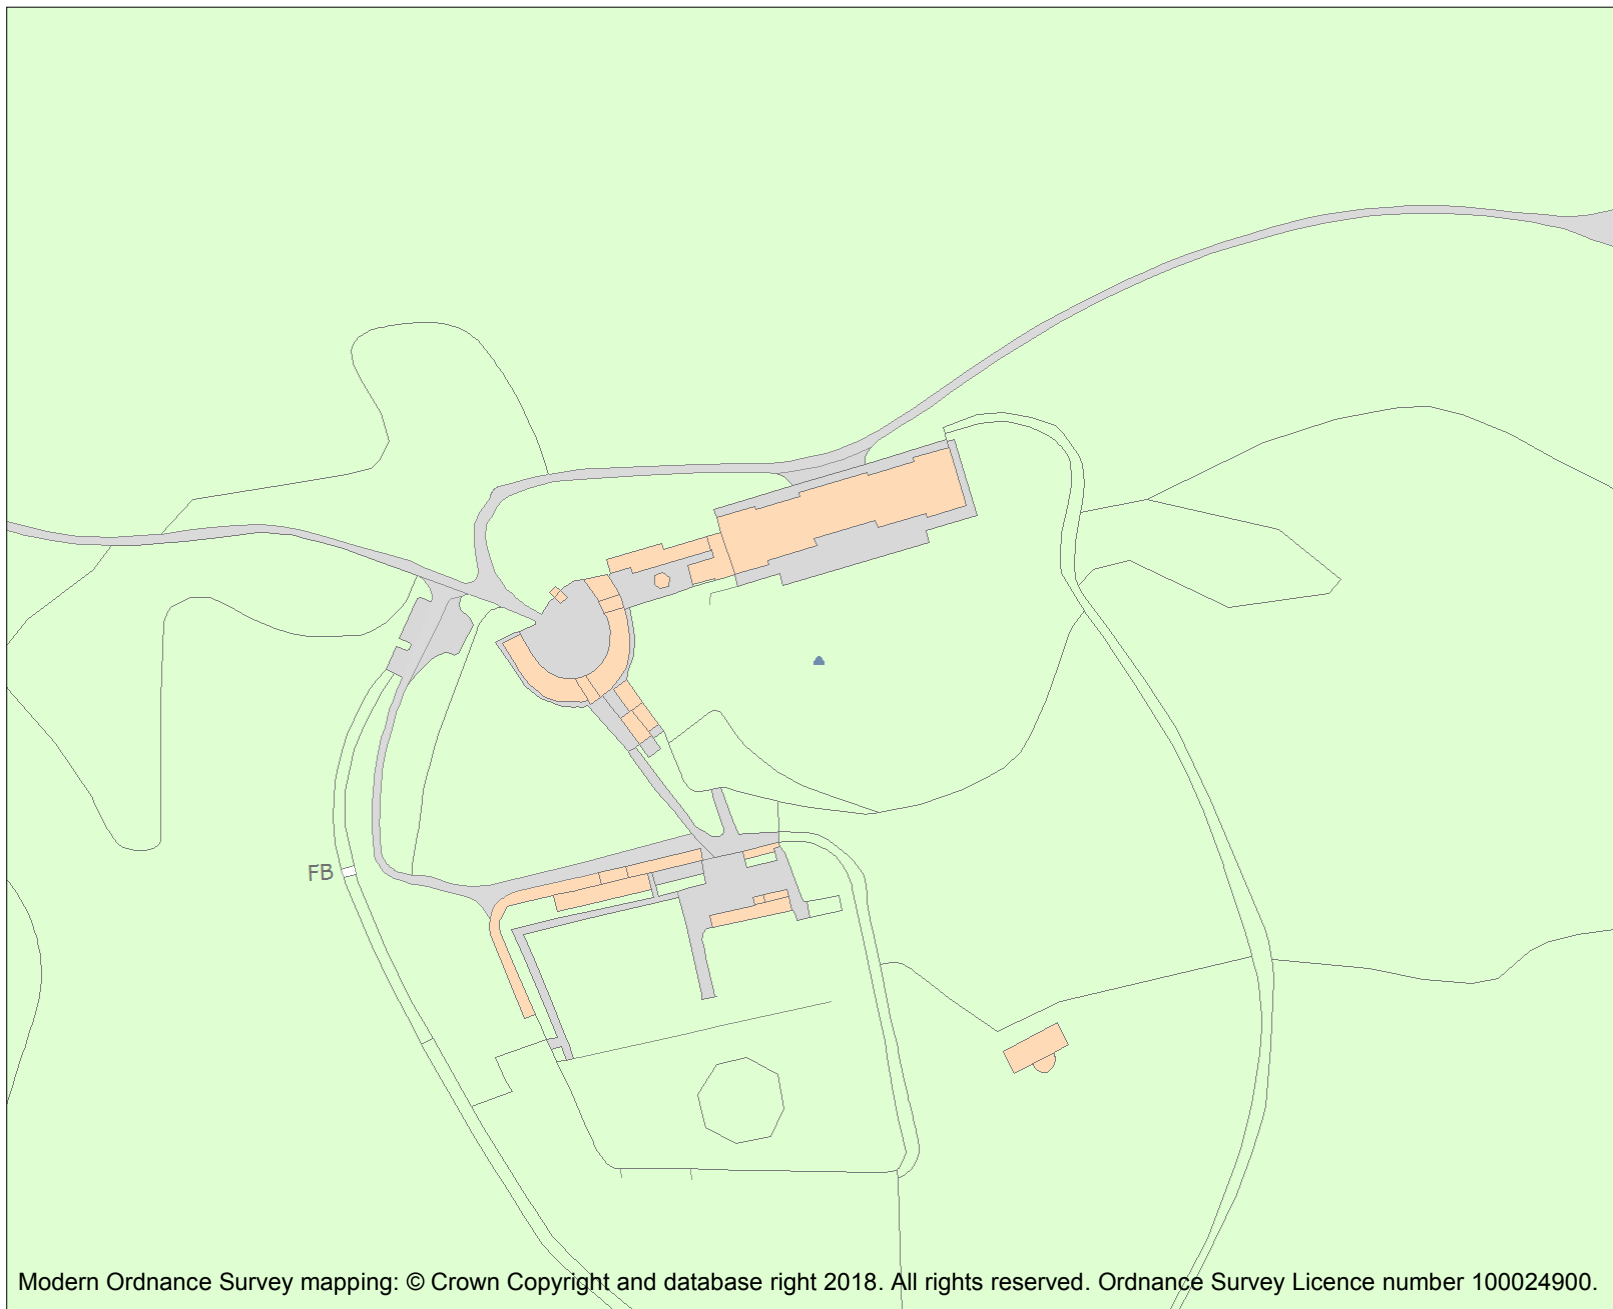 FB
Modern Ordnance Survey mapping: © Crown Copyright and database right 2018. All rights reserved. Ordnance Survey Licence number 100024900.